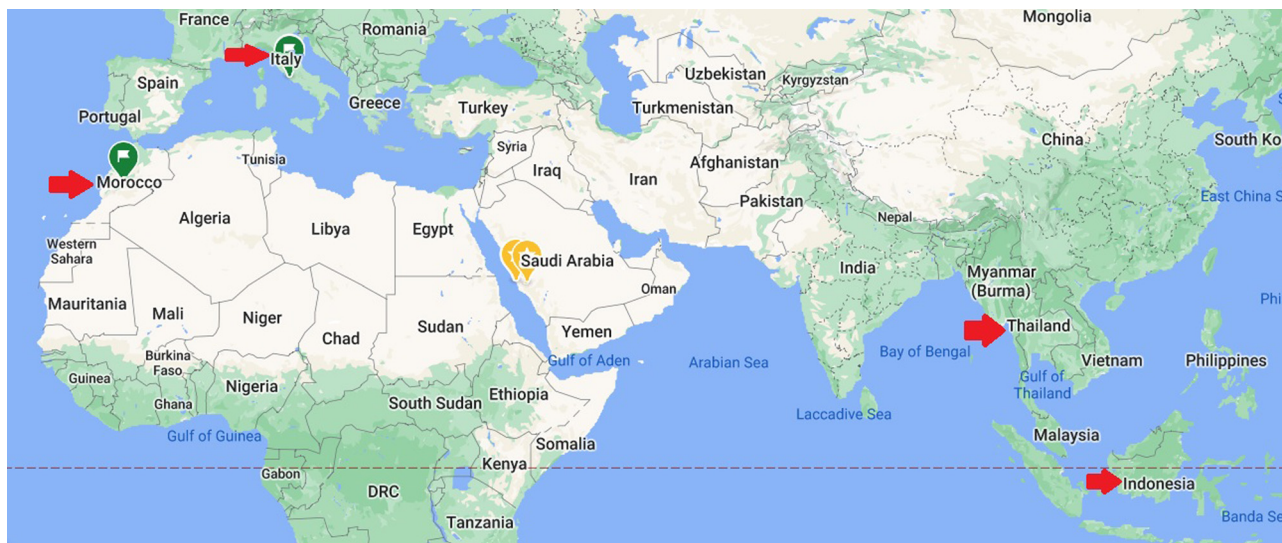 France
Romania
Mongolia
Italy
Spain
Uzbekistan
Kyrgyzstan
Greece
Turkey
Turkmenistan
Portugal
China
South Ko
Syria
Tunisia
Afghanistan
Iraq
Iran
Morocco
Pakistan
East China S
Algeria
Nepal
Libya
Egypt
Western
Sahara
Saudi Arabia
India
Myanmar
(Burma)
Oman
Phi
Mauritania
Mali
Niger
Chad
Sudan
Yemen
Thailand
Bay of Bengal
Burkina
Faso
Gulf of Aden
Arabian Sea
Vietnam
Philippines
Guinea
Nigeria
Gulf of
Thailand
Ghana
South Sudan
Ethiopia
Laccadive Sea
Gulf of Guinea
Somalia
Malaysia
Gabon
Kenya
DRC
Indonesia
Tanzania
Banda Se